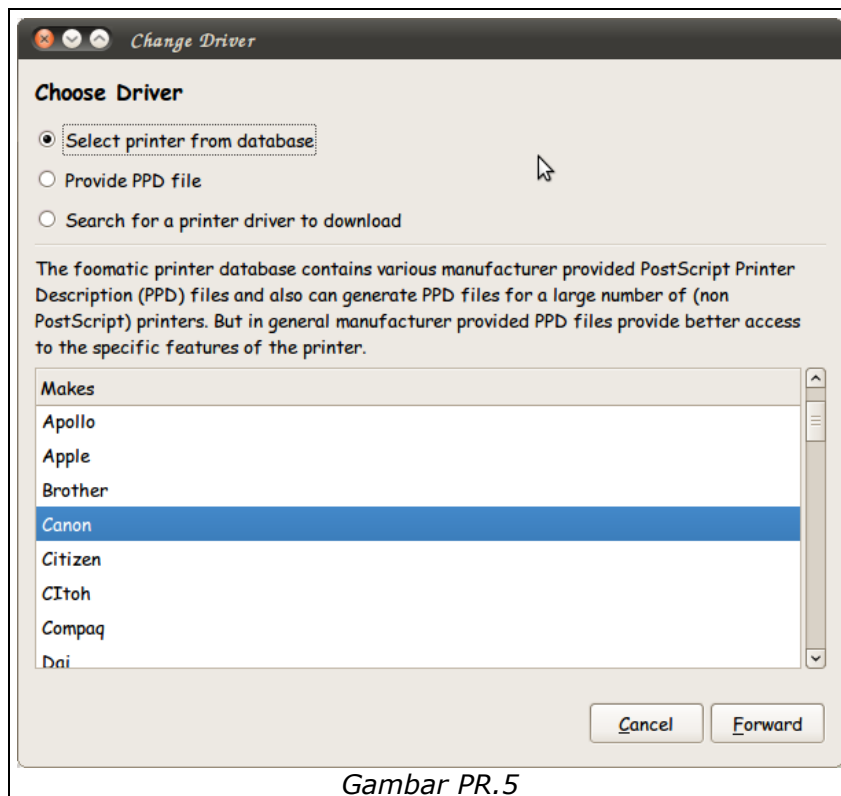 Change Driver
Choose Driver
Select printer from database
Provide PPD file
Search for a printer driver to download
The foomatic printer database contains various manufacturer provided PostScript Printer
Description (PPD) files and also can generate PPD files for a large number of (non
PostScript) printers. But in general manufacturer provided PPD files provide better access
to the specific features of the printer.
Makes
Apollo
Apple
Brother
Canon
Citizen
CItoh
Compaq
Dai
Cancel Forward
Gambar PR.5